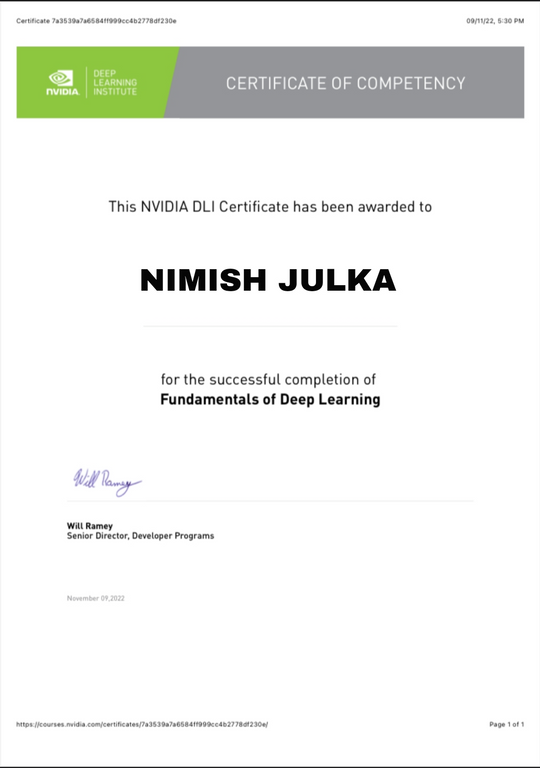 Certificate 7a3539a7a6584ff999cc4b2778df230e
09/11/22, 5:30 PM
NVIDIA.
DEEP
LEARNING
INSTITUTE
CERTIFICATE OF COMPETENCY
This NVIDIA DLI Certificate has been awarded to
NIMISH JULKA
for the successful completion of
Fundamentals of Deep Learning
Will Ramey
Will Ramey
Senior Director, Developer Programs
November 09,2022
https://courses.nvidia.com/certificates/7a3539a7a6584ff999cc4b2778df230e/
Page 1 of 1